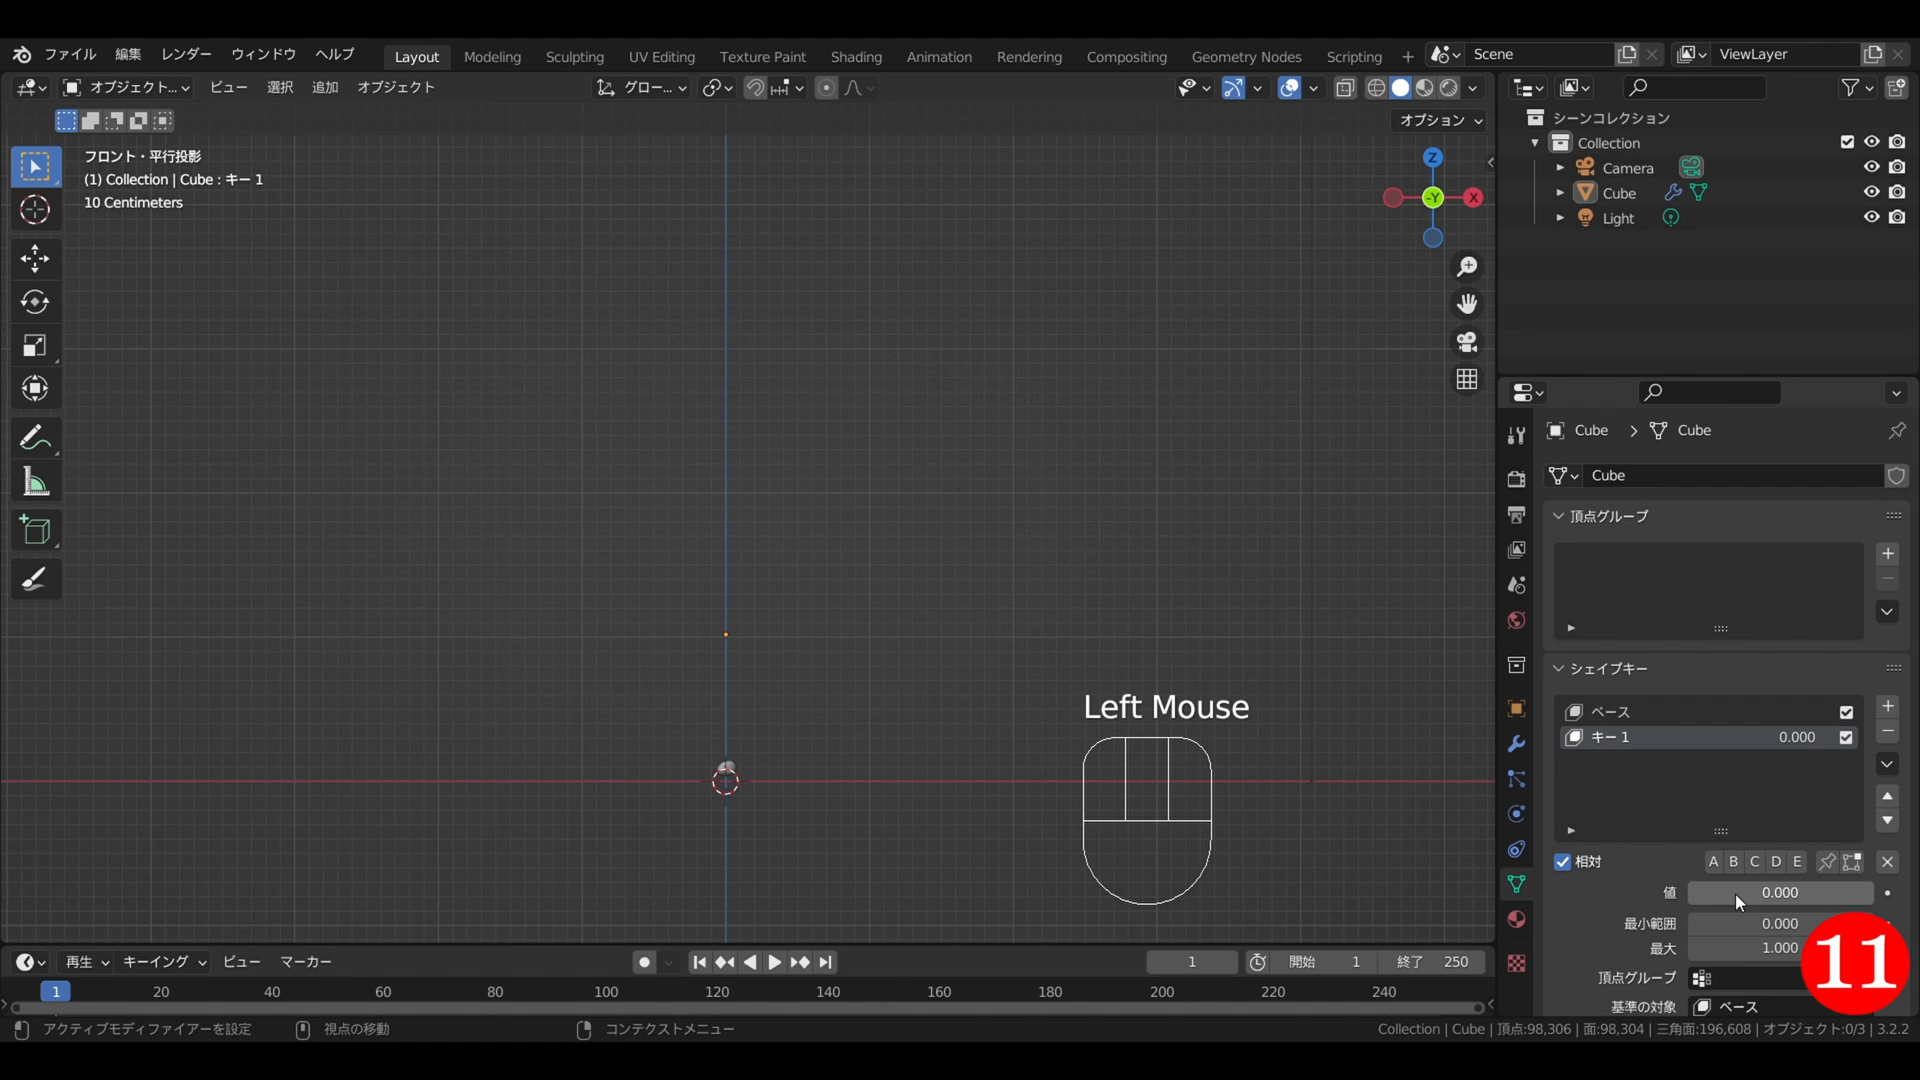 ファイル 編集 レンダー ウィンドウ ヘルプ Layout Modeling Sculpting UV Editing Texture Paint Shading Animation Rendering Compositing Geometry Nodes Scripting + Scene ViewLayer
オブジェクト... ビュー 選択 追加 オブジェクト グロー...
オプション
フロント・平行投影
(1) Collection | Cube : キー 1
10 Centimeters
Z
-Y
X
シーンコレクション
Collection
Camera
Cube
Light
Cube > Cube
Cube
頂点グループ
シェイプキー
ベース
キー 1 0.000
相対 A B C D E
値 0.000
最小範囲 0.000
最大 1.000
頂点グループ
基準の対象 ベース
Left Mouse
11
再生 キーイング ビュー マーカー 1 開始 1 終了 250
1 20 40 60 80 100 120 140 160 180 200 220 240
アクティブモディファイアーを設定 視点の移動 コンテクストメニュー Collection | Cube | 頂点:98,306 | 面:98,304 | 三角面:196,608 | オブジェクト:0/3 | 3.2.2